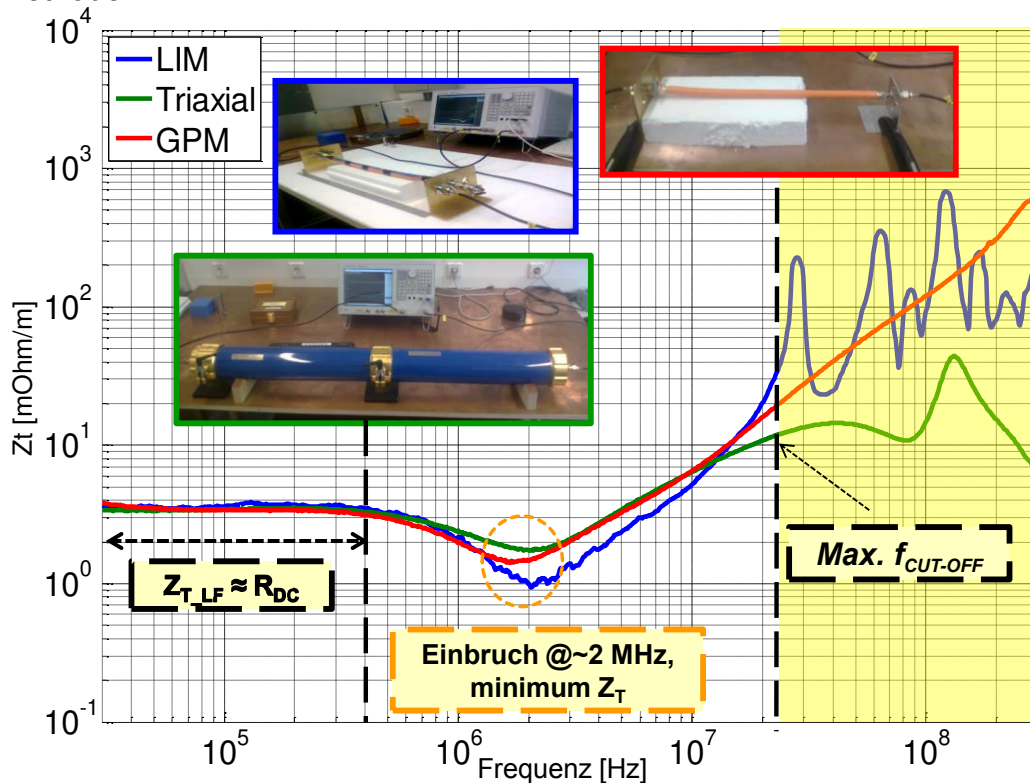 10^4
10^3
10^2
10^1
10^0
10^-1
Zt [mOhm/m]
LIM
Triaxial
GPM
Z_T_LF ≈ R_DC
Einbruch @~2 MHz,
minimum Z_T
Max. f_CUT-OFF
10^5
10^6
10^7
10^8
Frequenz [Hz]